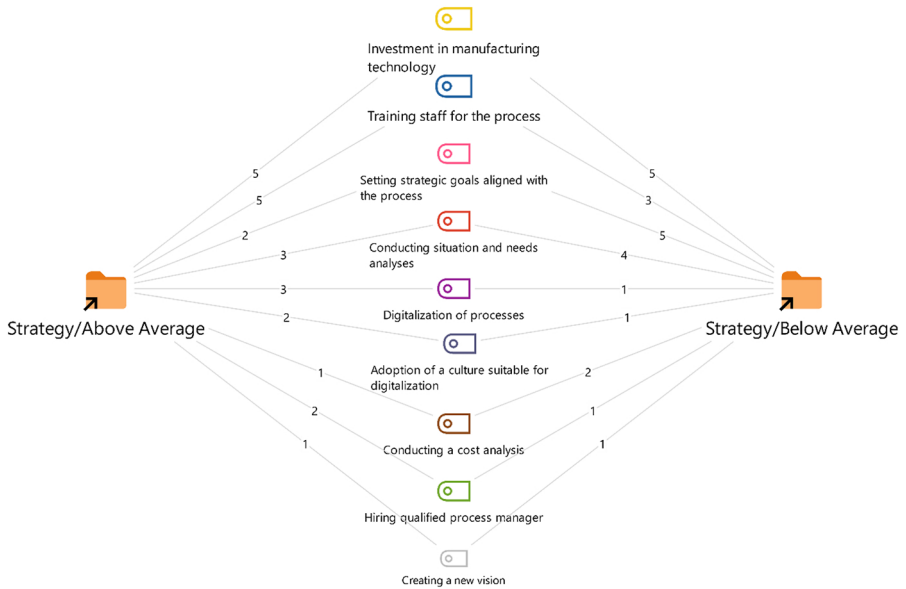 Investment in manufacturing
technology
Training staff for the process
5 5
Setting strategic goals aligned with
the process
5 3
2 5
Conducting situation and needs
analyses
3 4
Digitalization of processes
3 1
2 1
Strategy/Above Average
Strategy/Below Average
Adoption of a culture suitable for
digitalization
1 2
2 1
Conducting a cost analysis
1 1
Hiring qualified process manager
Creating a new vision